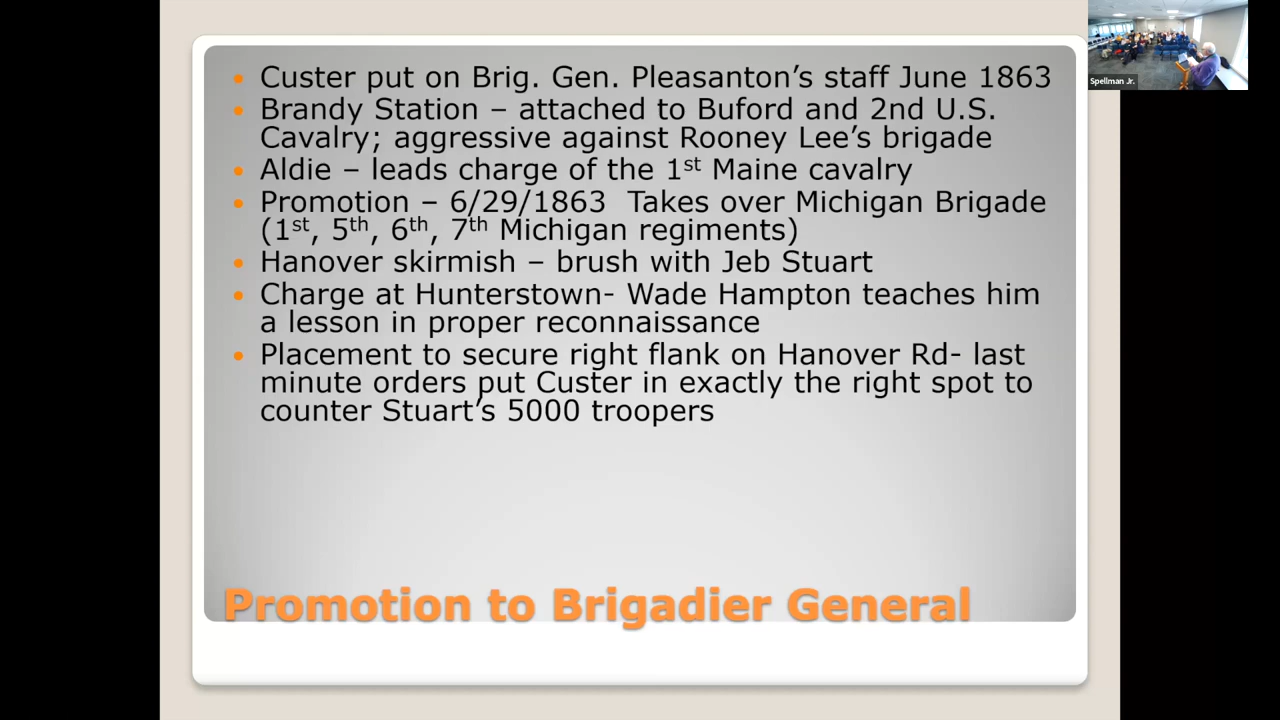 Custer put on Brig. Gen. Pleasanton’s staff June 1863
Brandy Station – attached to Buford and 2nd U.S.
Cavalry; aggressive against Rooney Lee’s brigade
Aldie – leads charge of the 1st Maine cavalry
Promotion – 6/29/1863  Takes over Michigan Brigade
(1st, 5th, 6th, 7th Michigan regiments)
Hanover skirmish – brush with Jeb Stuart
Charge at Hunterstown- Wade Hampton teaches him
a lesson in proper reconnaissance
Placement to secure right flank on Hanover Rd- last
minute orders put Custer in exactly the right spot to
counter Stuart’s 5000 troopers
Promotion to Brigadier General
Spellman Jr.